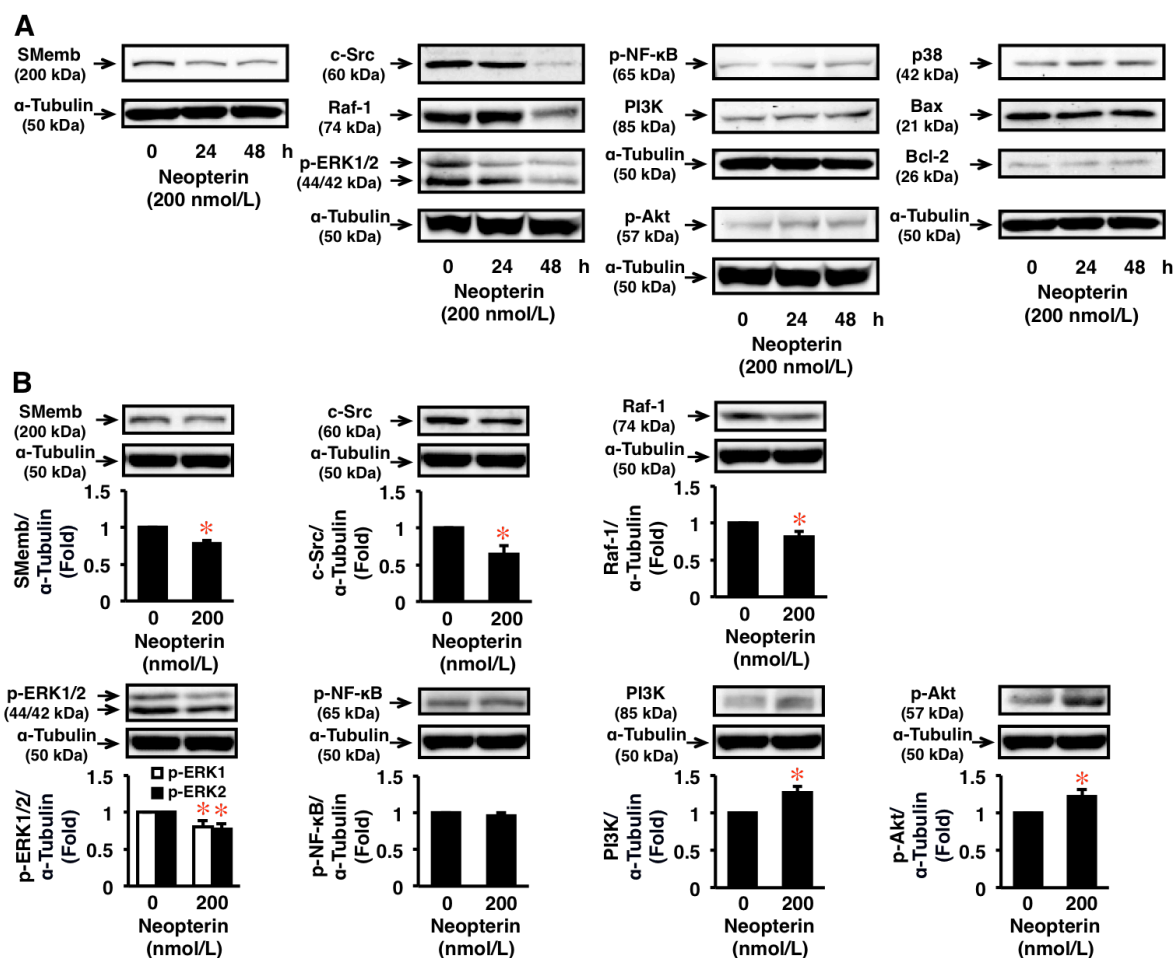 A
SMemb
(200 kDa)
α-Tubulin
(50 kDa)
0 24 48 h
Neopterin
(200 nmol/L)
c-Src
(60 kDa)
Raf-1
(74 kDa)
p-ERK1/2
(44/42 kDa)
α-Tubulin
(50 kDa)
0 24 48 h
Neopterin
(200 nmol/L)
p-NF-κB
(65 kDa)
PI3K
(85 kDa)
α-Tubulin
(50 kDa)
p-Akt
(57 kDa)
α-Tubulin
(50 kDa)
0 24 48 h
Neopterin
(200 nmol/L)
p38
(42 kDa)
Bax
(21 kDa)
Bcl-2
(26 kDa)
α-Tubulin
(50 kDa)
0 24 48 h
Neopterin
(200 nmol/L)
B
SMemb
(200 kDa)
α-Tubulin
(50 kDa)
SMemb/
α-Tubulin
(Fold)
1.5
1
0.5
0
*
0 200
Neopterin
(nmol/L)
c-Src
(60 kDa)
α-Tubulin
(50 kDa)
c-Src/
α-Tubulin
(Fold)
1.5
1
0.5
0
*
0 200
Neopterin
(nmol/L)
Raf-1
(74 kDa)
α-Tubulin
(50 kDa)
Raf-1/
α-Tubulin
(Fold)
1.5
1
0.5
0
*
0 200
Neopterin
(nmol/L)
p-ERK1/2
(44/42 kDa)
α-Tubulin
(50 kDa)
p-ERK1/2/
α-Tubulin
(Fold)
1.5
1
0.5
0
p-ERK1
p-ERK2
* *
0 200
Neopterin
(nmol/L)
p-NF-κB
(65 kDa)
α-Tubulin
(50 kDa)
p-NF-κB/
α-Tubulin
(Fold)
1.5
1
0.5
0
0 200
Neopterin
(nmol/L)
PI3K
(85 kDa)
α-Tubulin
(50 kDa)
PI3K/
α-Tubulin
(Fold)
1.5
1
0.5
0
*
0 200
Neopterin
(nmol/L)
p-Akt
(57 kDa)
α-Tubulin
(50 kDa)
p-Akt/
α-Tubulin
(Fold)
1.5
1
0.5
0
*
0 200
Neopterin
(nmol/L)